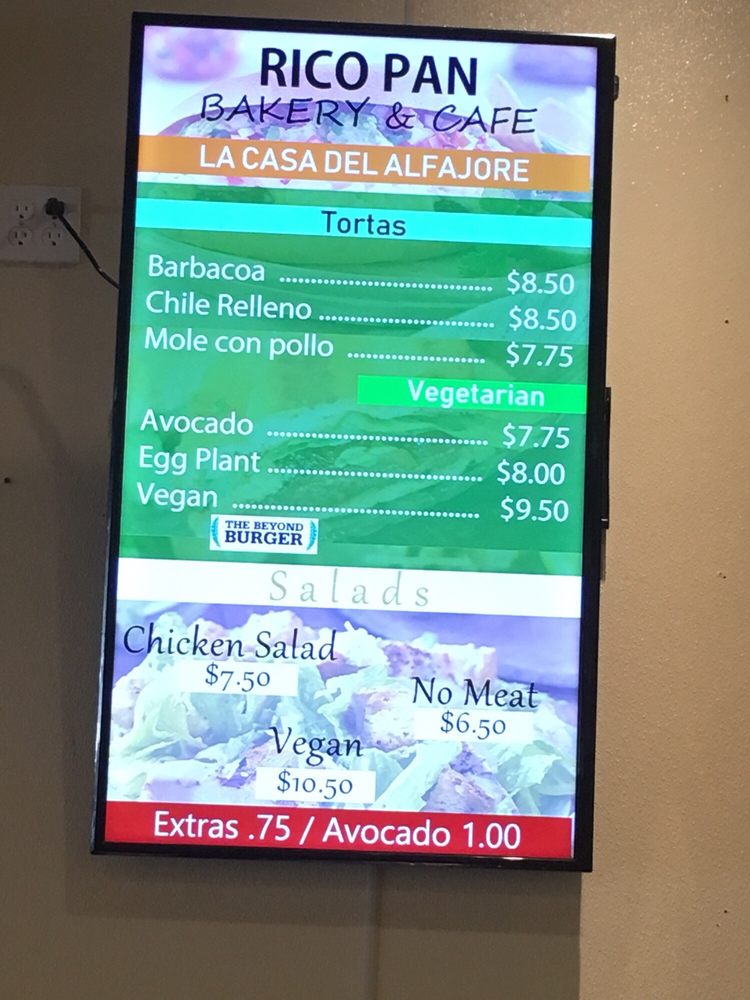 RICO PAN
BAKERY & CAFE
LA CASA DEL ALFAJORE
Tortas
Barbacoa ........................................ $8.50
Chile Relleno ................................. $8.50
Mole con pollo ......................... $7.75
Vegetarian
Avocado ........................................ $7.75
Egg Plant ....................................... $8.00
Vegan ............................................. $9.50
THE BEYOND
BURGER
Salads
Chicken Salad
$7.50
No Meat
$6.50
Vegan
$10.50
Extras .75 / Avocado 1.00